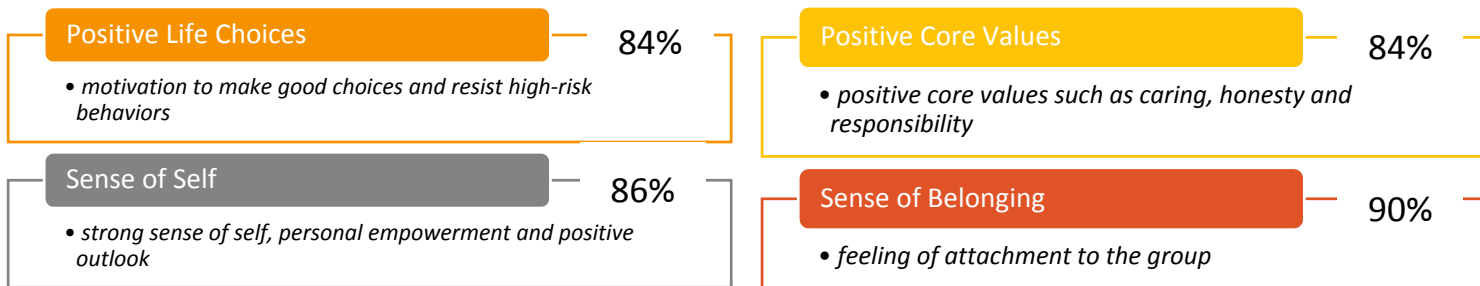 Positive Life Choices
84%
• motivation to make good choices and resist high-risk
behaviors
Positive Core Values
84%
• positive core values such as caring, honesty and
responsibility
Sense of Self
86%
• strong sense of self, personal empowerment and positive
outlook
Sense of Belonging
90%
• feeling of attachment to the group